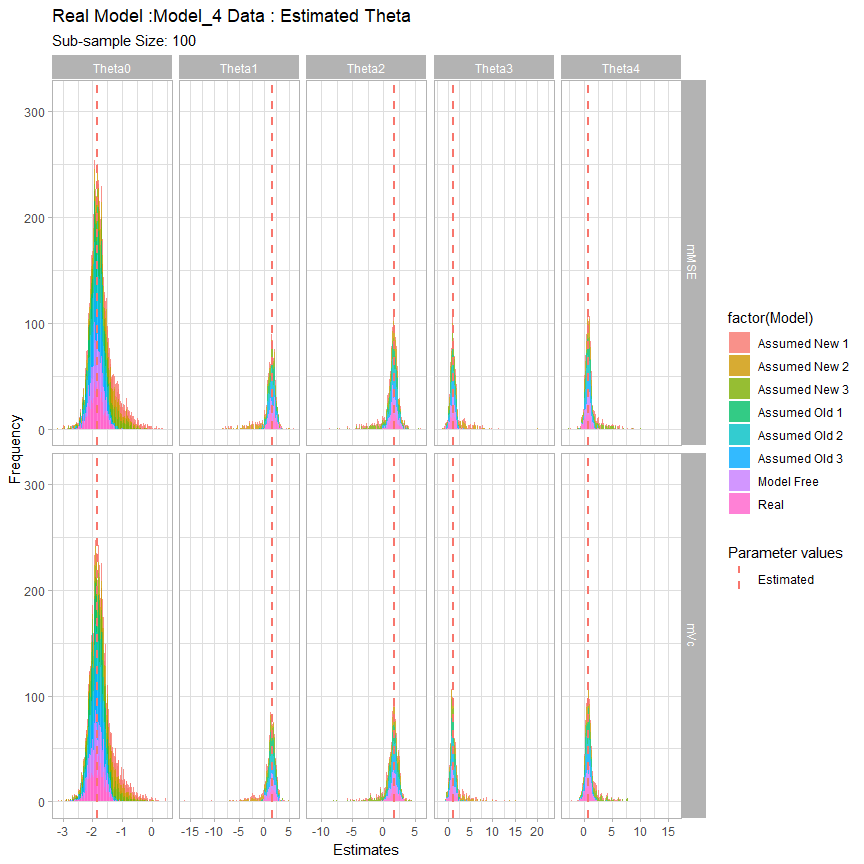 Real Model :Model_4 Data : Estimated Theta
Sub-sample Size: 100
Theta0 Theta1 Theta2 Theta3 Theta4
300
200
100
0
mMSE
300
200
100
0
mVc
Frequency
-3 -2 -1 0 -15 -10 -5 0 5 -10 -5 0 5 0 5 10 15 20 0 5 10 15
Estimates
factor(Model)
Assumed New 1
Assumed New 2
Assumed New 3
Assumed Old 1
Assumed Old 2
Assumed Old 3
Model Free
Real
Parameter values
Estimated